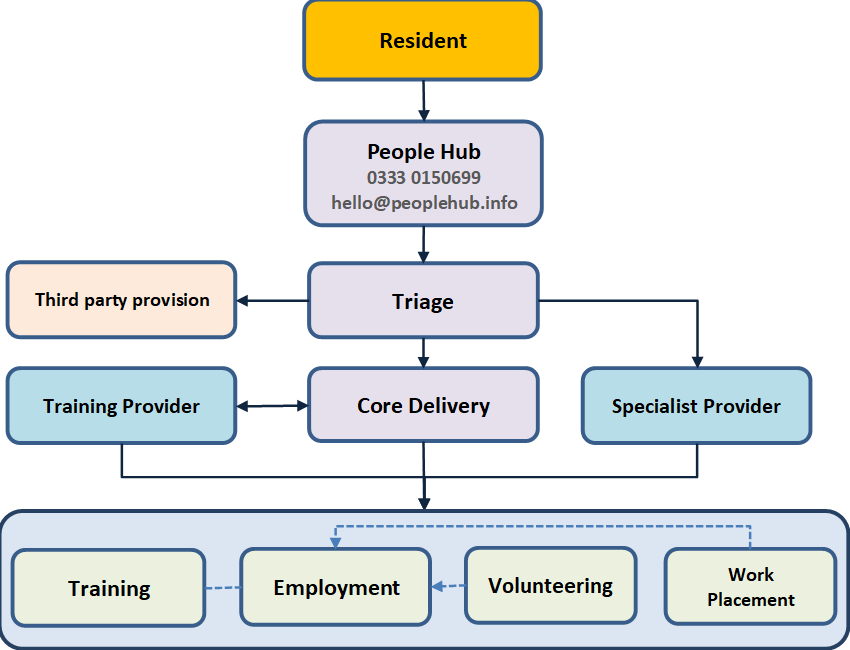 Resident
People Hub
0333 0150699
hello@peoplehub.info
Third party provision
Triage
Training Provider
Core Delivery
Specialist Provider
Training
Employment
Volunteering
Work
Placement